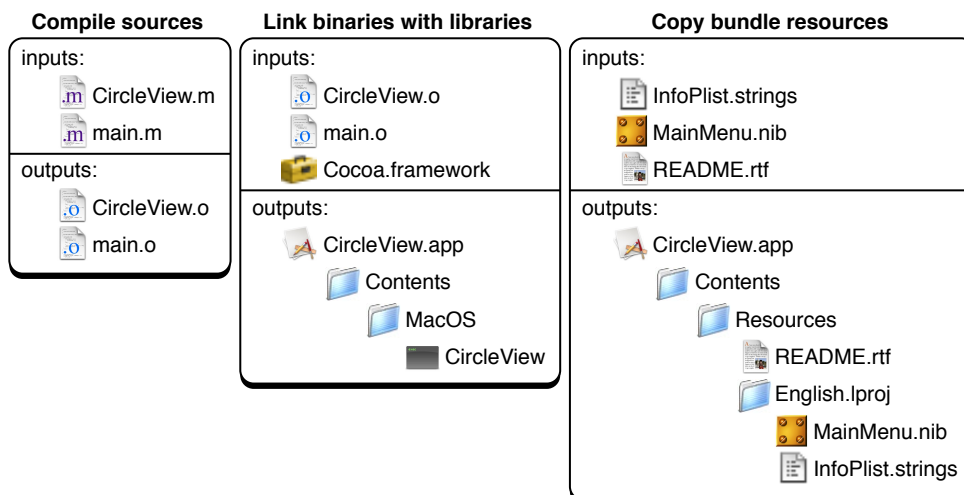 Compile sources
inputs:
.m CircleView.m
.m main.m
outputs:
.o CircleView.o
.o main.o
Link binaries with libraries
inputs:
.o CircleView.o
.o main.o
Cocoa.framework
outputs:
CircleView.app
Contents
MacOS
CircleView
Copy bundle resources
inputs:
InfoPlist.strings
MainMenu.nib
README.rtf
outputs:
CircleView.app
Contents
Resources
README.rtf
English.lproj
MainMenu.nib
InfoPlist.strings